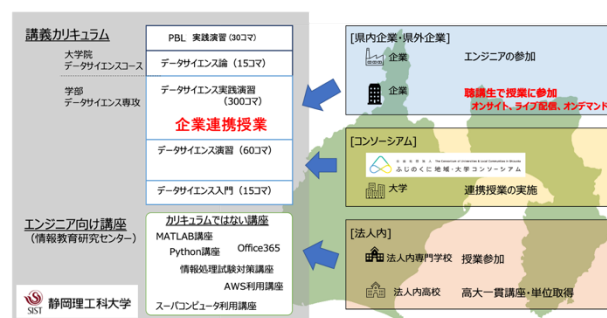 講義カリキュラム
大学院
データサイエンスコース
学部
データサイエンス専攻
PBL 実践演習(30コマ)
データサイエンス論(15コマ)
データサイエンス実践演習
(300コマ)
企業連携授業
データサイエンス演習(60コマ)
データサイエンス入門(15コマ)
エンジニア向け講座
(情報教育研究センター)
カリキュラムではない講座
MATLAB講座
Python講座
Office365
情報処理試験対策講座
AWS利用講座
スーパコンピュータ利用講座
SIST
静岡理工科大学
[県内企業・県外企業]
企業
エンジニアの参加
企業
聴講生で授業に参加
オンサイト、ライブ配信、オンデマンド
[コンソーシアム]
ふじのくに地域・大学コンソーシアム
大学
連携授業の実施
[法人内]
法人内専門学校
授業参加
法人内高校
高大一貫講座・単位取得